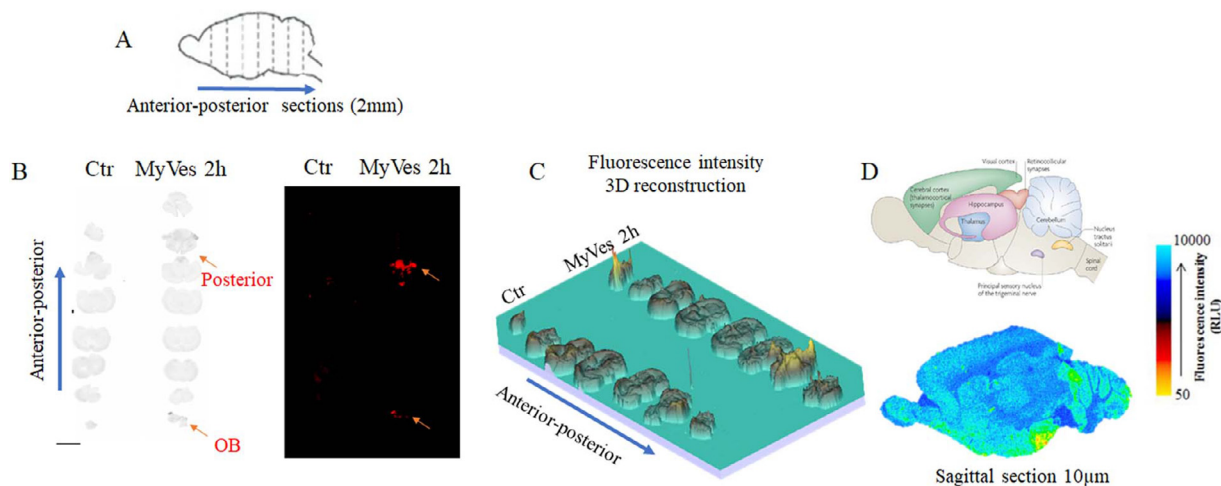 A
Anterior-posterior sections (2mm)
B
Ctr MyVes 2h
Anterior-posterior
Posterior
OB
Ctr MyVes 2h
C
Fluorescence intensity
3D reconstruction
MyVes 2h
Ctr
Anterior-posterior
D
Visual cortex
Retinocollicular
synapses
Cerebral cortex
(thalamocortical
synapses)
Hippocampus
Thalamus
Cerebellum
Nucleus
tractus
solitarii
Spinal
cord
Principal sensory nucleus
of the trigeminal nerve
10000
Fluorescence intensity
(RLU)
50
Sagittal section 10µm